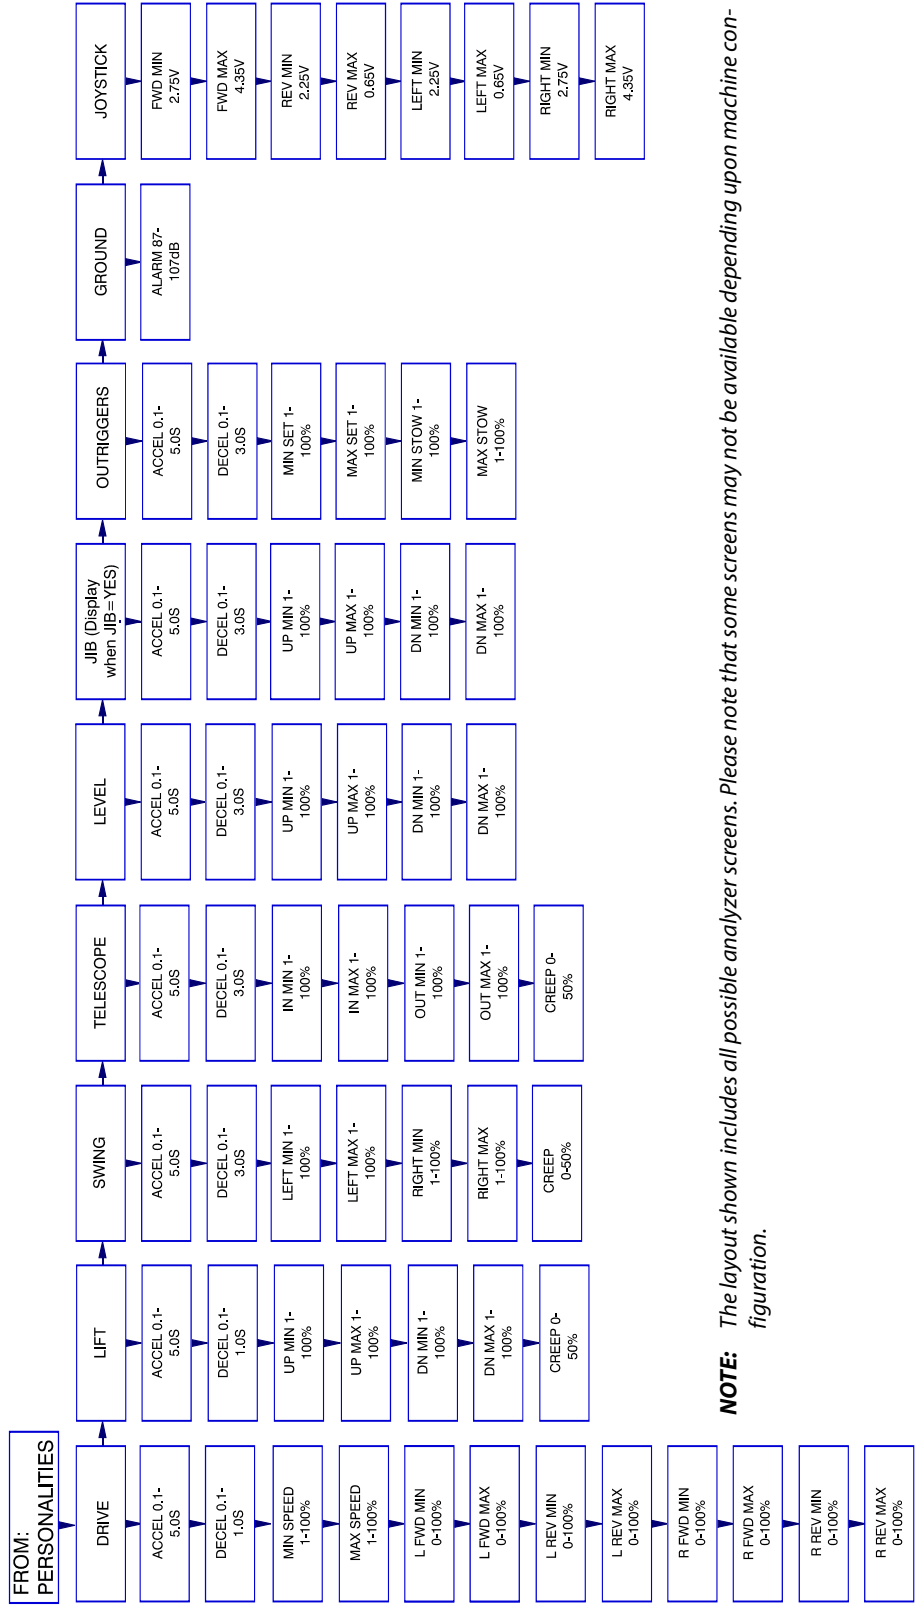 FROM:
PERSONALITIES
DRIVE
ACCEL 0.1-
5.0S
DECEL 0.1-
1.0S
MIN SPEED
1-100%
MAX SPEED
1-100%
L FWD MIN
0-100%
L FWD MAX
0-100%
L REV MIN
0-100%
L REV MAX
0-100%
R FWD MIN
0-100%
R FWD MAX
0-100%
R REV MIN
0-100%
R REV MAX
0-100%
LIFT
ACCEL 0.1-
5.0S
DECEL 0.1-
1.0S
UP MIN 1-
100%
UP MAX 1-
100%
DN MIN 1-
100%
DN MAX 1-
100%
CREEP 0-
50%
SWING
ACCEL 0.1-
5.0S
DECEL 0.1-
3.0S
LEFT MIN 1-
100%
LEFT MAX 1-
100%
RIGHT MIN
1-100%
RIGHT MAX
1-100%
CREEP
0-50%
TELESCOPE
ACCEL 0.1-
5.0S
DECEL 0.1-
3.0S
IN MIN 1-
100%
IN MAX 1-
100%
OUT MIN 1-
100%
OUT MAX 1-
100%
CREEP 0-
50%
LEVEL
ACCEL 0.1-
5.0S
DECEL 0.1-
3.0S
UP MIN 1-
100%
UP MAX 1-
100%
DN MIN 1-
100%
DN MAX 1-
100%
JIB (Display
when JIB=YES)
ACCEL 0.1-
5.0S
DECEL 0.1-
3.0S
UP MIN 1-
100%
UP MAX 1-
100%
DN MIN 1-
100%
DN MAX 1-
100%
OUTRIGGERS
ACCEL 0.1-
5.0S
DECEL 0.1-
3.0S
MIN SET 1-
100%
MAX SET 1-
100%
MIN STOW 1-
100%
MAX STOW
1-100%
GROUND
ALARM 87-
107dB
JOYSTICK
FWD MIN
2.75V
FWD MAX
4.35V
REV MIN
2.25V
REV MAX
0.65V
LEFT MIN
2.25V
LEFT MAX
0.65V
RIGHT MIN
2.75V
RIGHT MAX
4.35V
NOTE: The layout shown includes all possible analyzer screens. Please note that some screens may not be available depending upon machine con-
figuration.